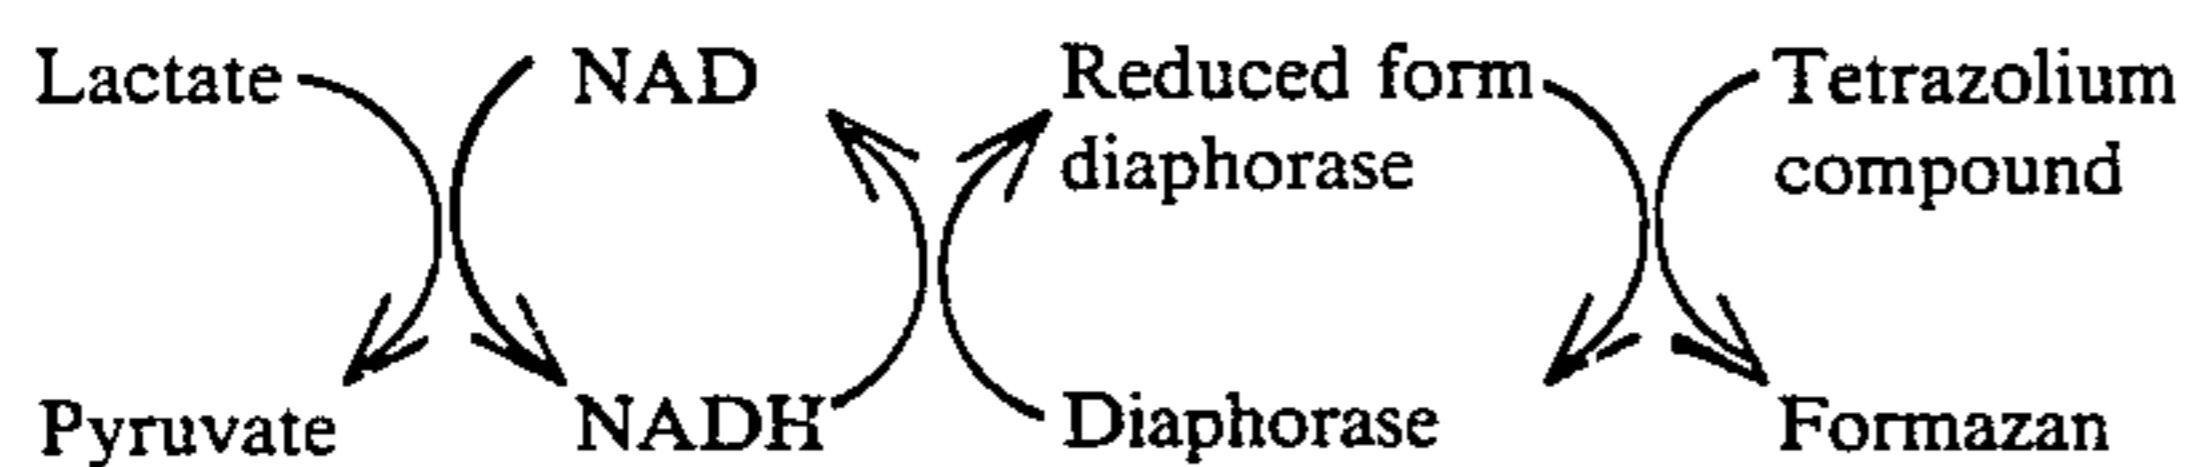 Lactate NAD Reduced form Tetrazolium
diaphorase compound
Pyruvate NADH Diaphorase Formazan